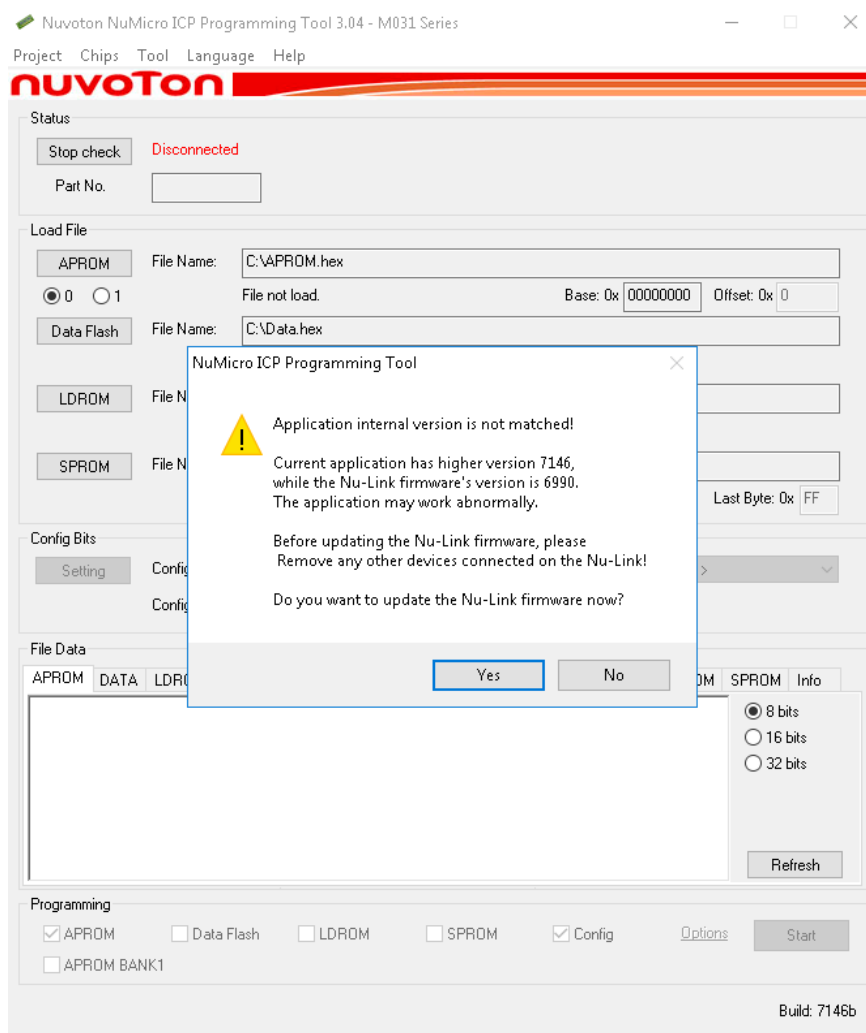 Nuvoton NuMicro ICP Programming Tool 3.04 - M031 Series
Project Chips Tool Language Help
nuvoTon
Status
Stop check Disconnected
Part No.
Load File
APROM File Name: C:\APROM.hex
0 1 File not load. Base: 0x 00000000 Offset: 0x 0
Data Flash File Name: C:\Data.hex
NuMicro ICP Programming Tool
LDROM File N
Application internal version is not matched!
SPROM File N
Current application has higher version 7146,
while the Nu-Link firmware's version is 6990.
The application may work abnormally.
Last Byte: 0x FF
Config Bits
Before updating the Nu-Link firmware, please
Remove any other devices connected on the Nu-Link!
Setting Config >
Do you want to update the Nu-Link firmware now?
Config
File Data
Yes No
APROM DATA LDR OM SPROM Info
8 bits
16 bits
32 bits
Refresh
Programming
APROM Data Flash LDROM SPROM Config Options Start
APROM BANK1
Build: 7146b